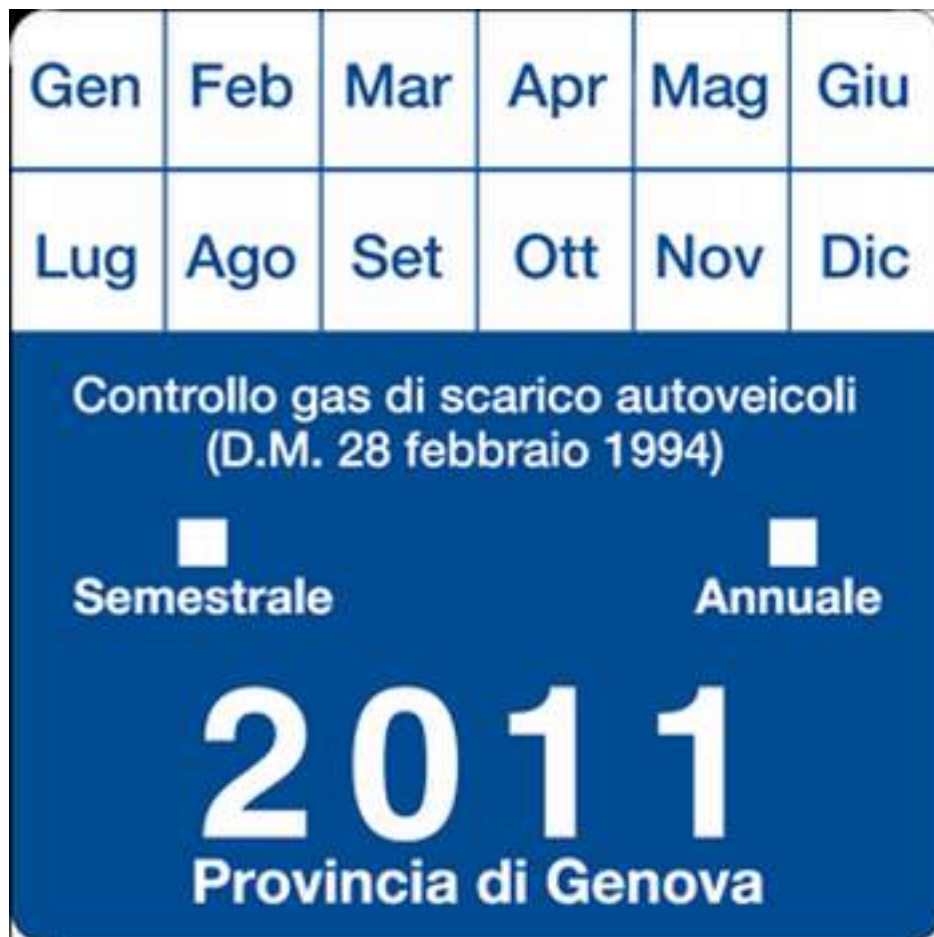 Gen Feb Mar Apr Mag Giu
Lug Ago Set Ott Nov Dic
Controllo gas di scarico autoveicoli
(D.M. 28 febbraio 1994)
Semestrale Annuale
2011
Provincia di Genova